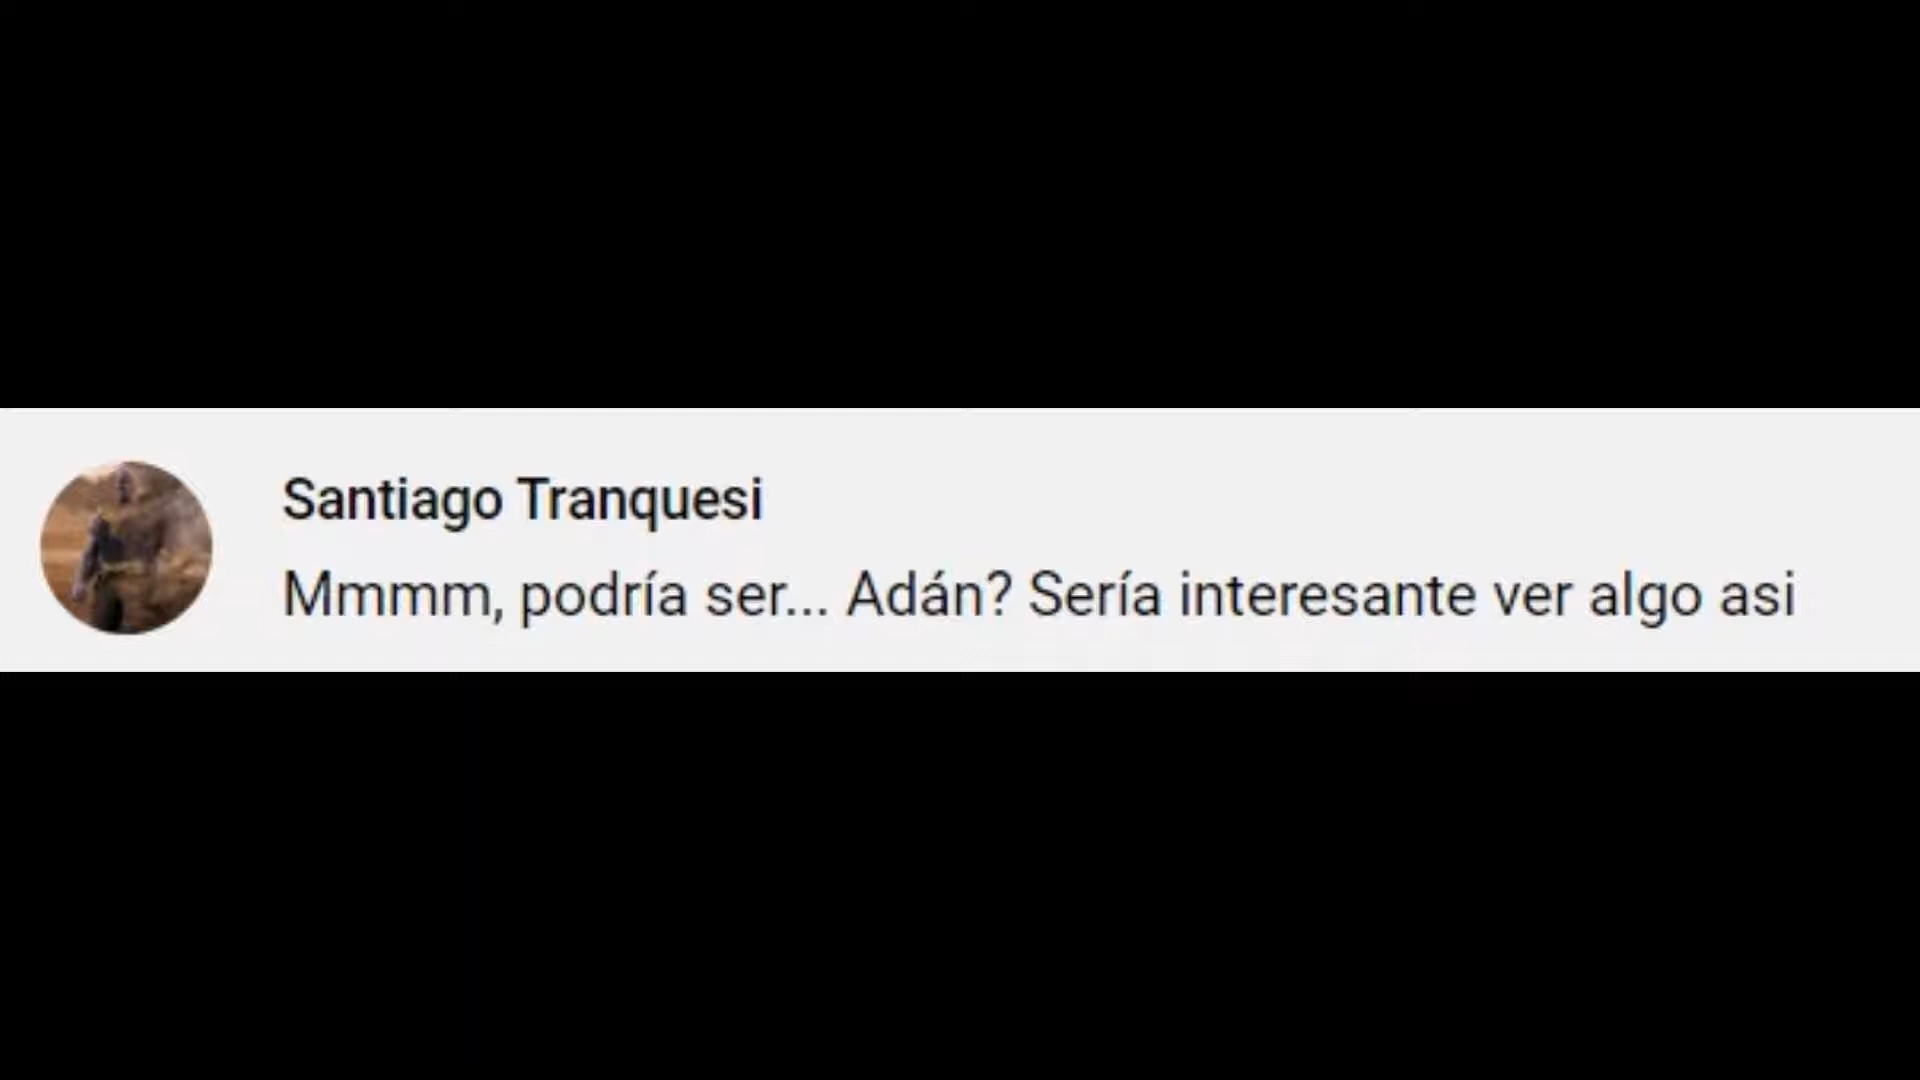 Santiago Tranquesi
Mmmm, podría ser... Adán? Sería interesante ver algo asi